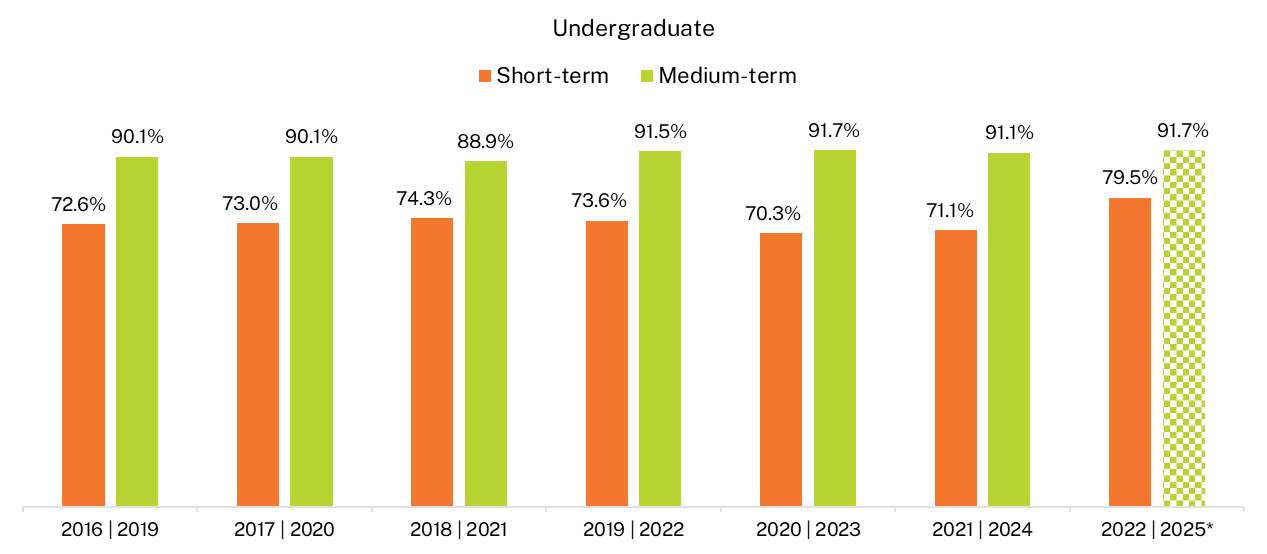 Undergraduate
Short-term Medium-term
90.1% 90.1% 88.9% 91.5% 91.7% 91.1% 91.7%
72.6% 73.0% 74.3% 73.6% 70.3% 71.1% 79.5%
2016 | 2019 2017 | 2020 2018 | 2021 2019 | 2022 2020 | 2023 2021 | 2024 2022 | 2025*